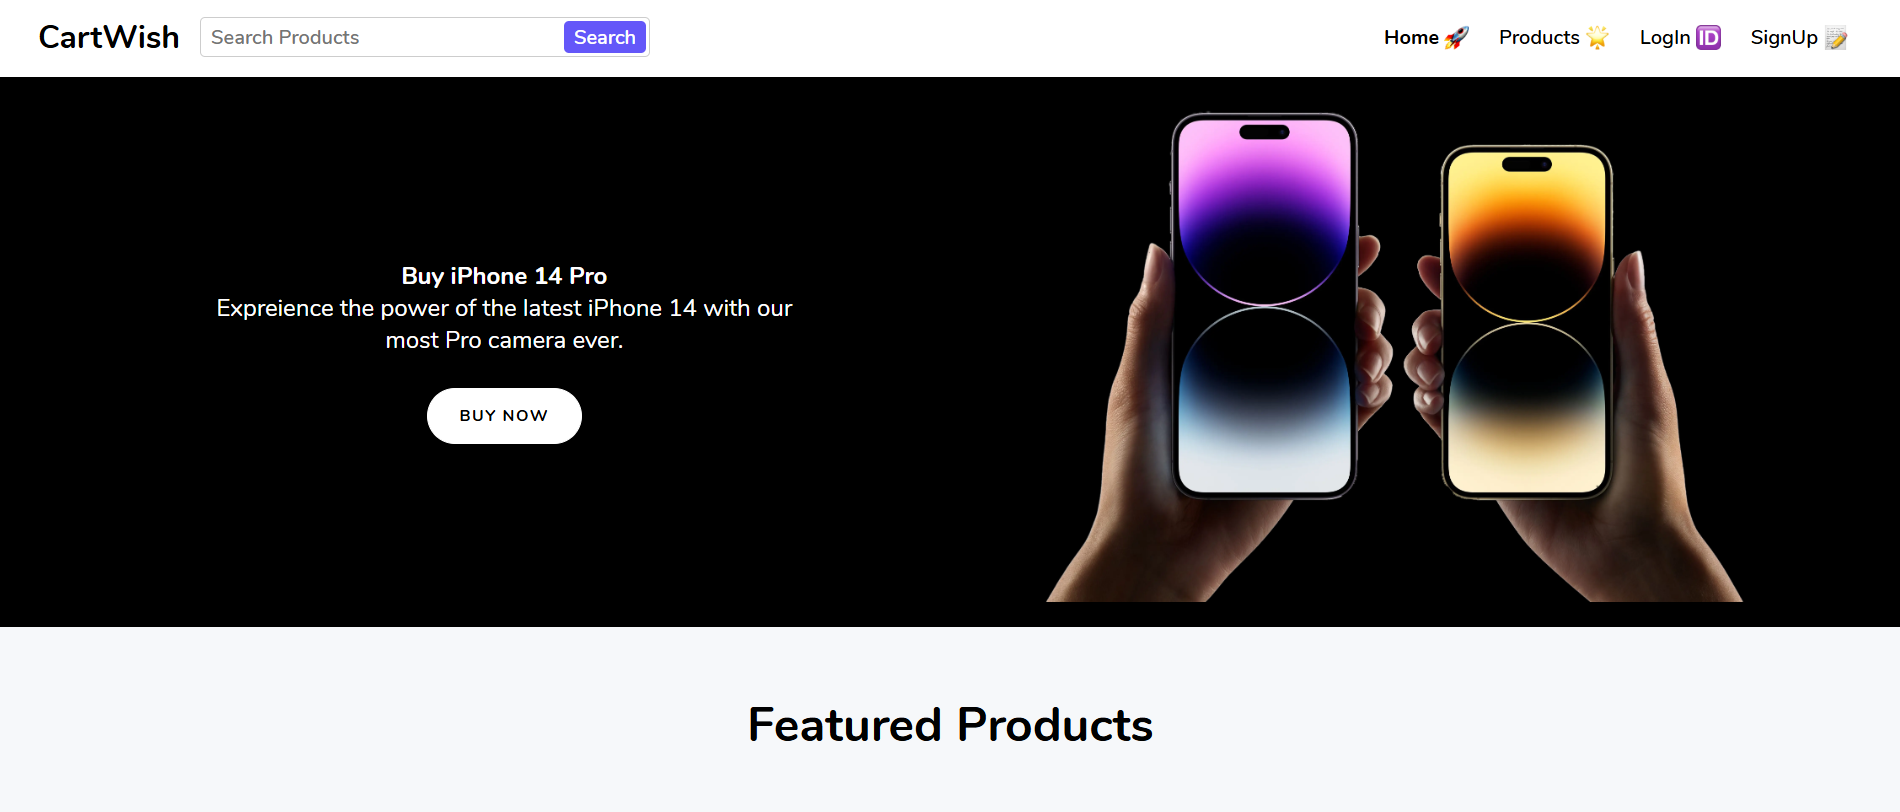 CartWish
Search Products
Search
Home 🚀
Products 🌟
LogIn 🆔
SignUp 📝
Buy iPhone 14 Pro
Expreience the power of the latest iPhone 14 with our
most Pro camera ever.
BUY NOW
Featured Products